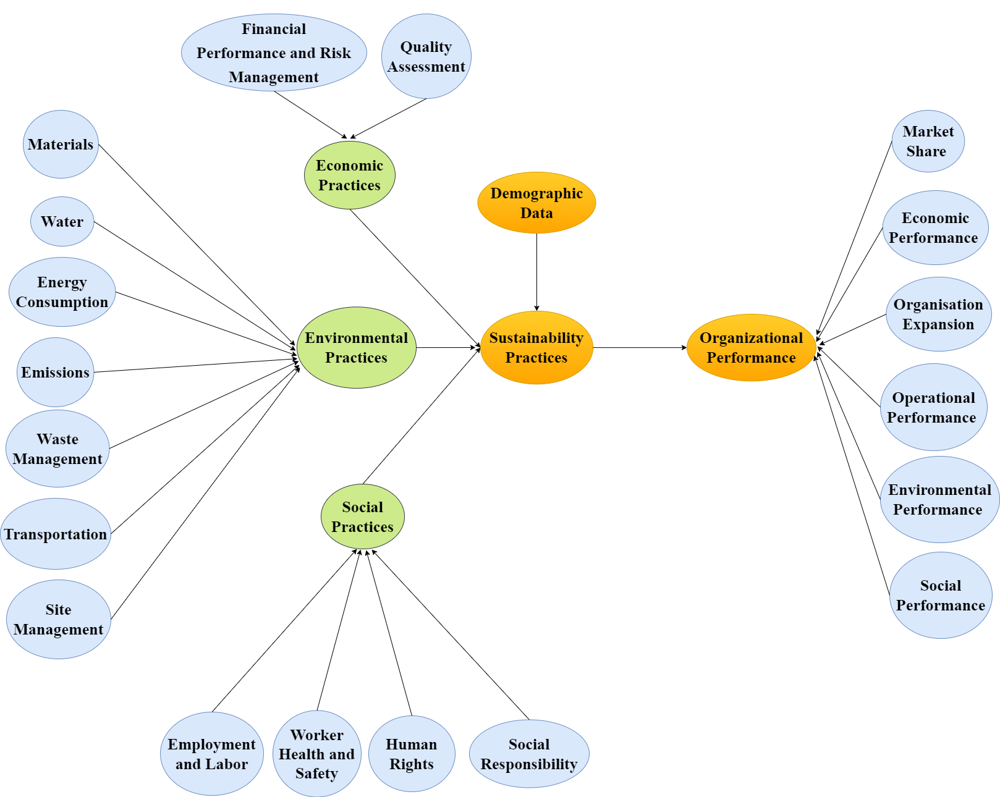 Financial
Performance and Risk
Management
Quality
Assessment
Materials
Water
Energy
Consumption
Emissions
Waste
Management
Transportation
Site
Management
Economic
Practices
Environmental
Practices
Social
Practices
Employment
and Labor
Worker
Health and
Safety
Human
Rights
Social
Responsibility
Demographic
Data
Sustainability
Practices
Organizational
Performance
Market
Share
Economic
Performance
Organisation
Expansion
Operational
Performance
Environmental
Performance
Social
Performance